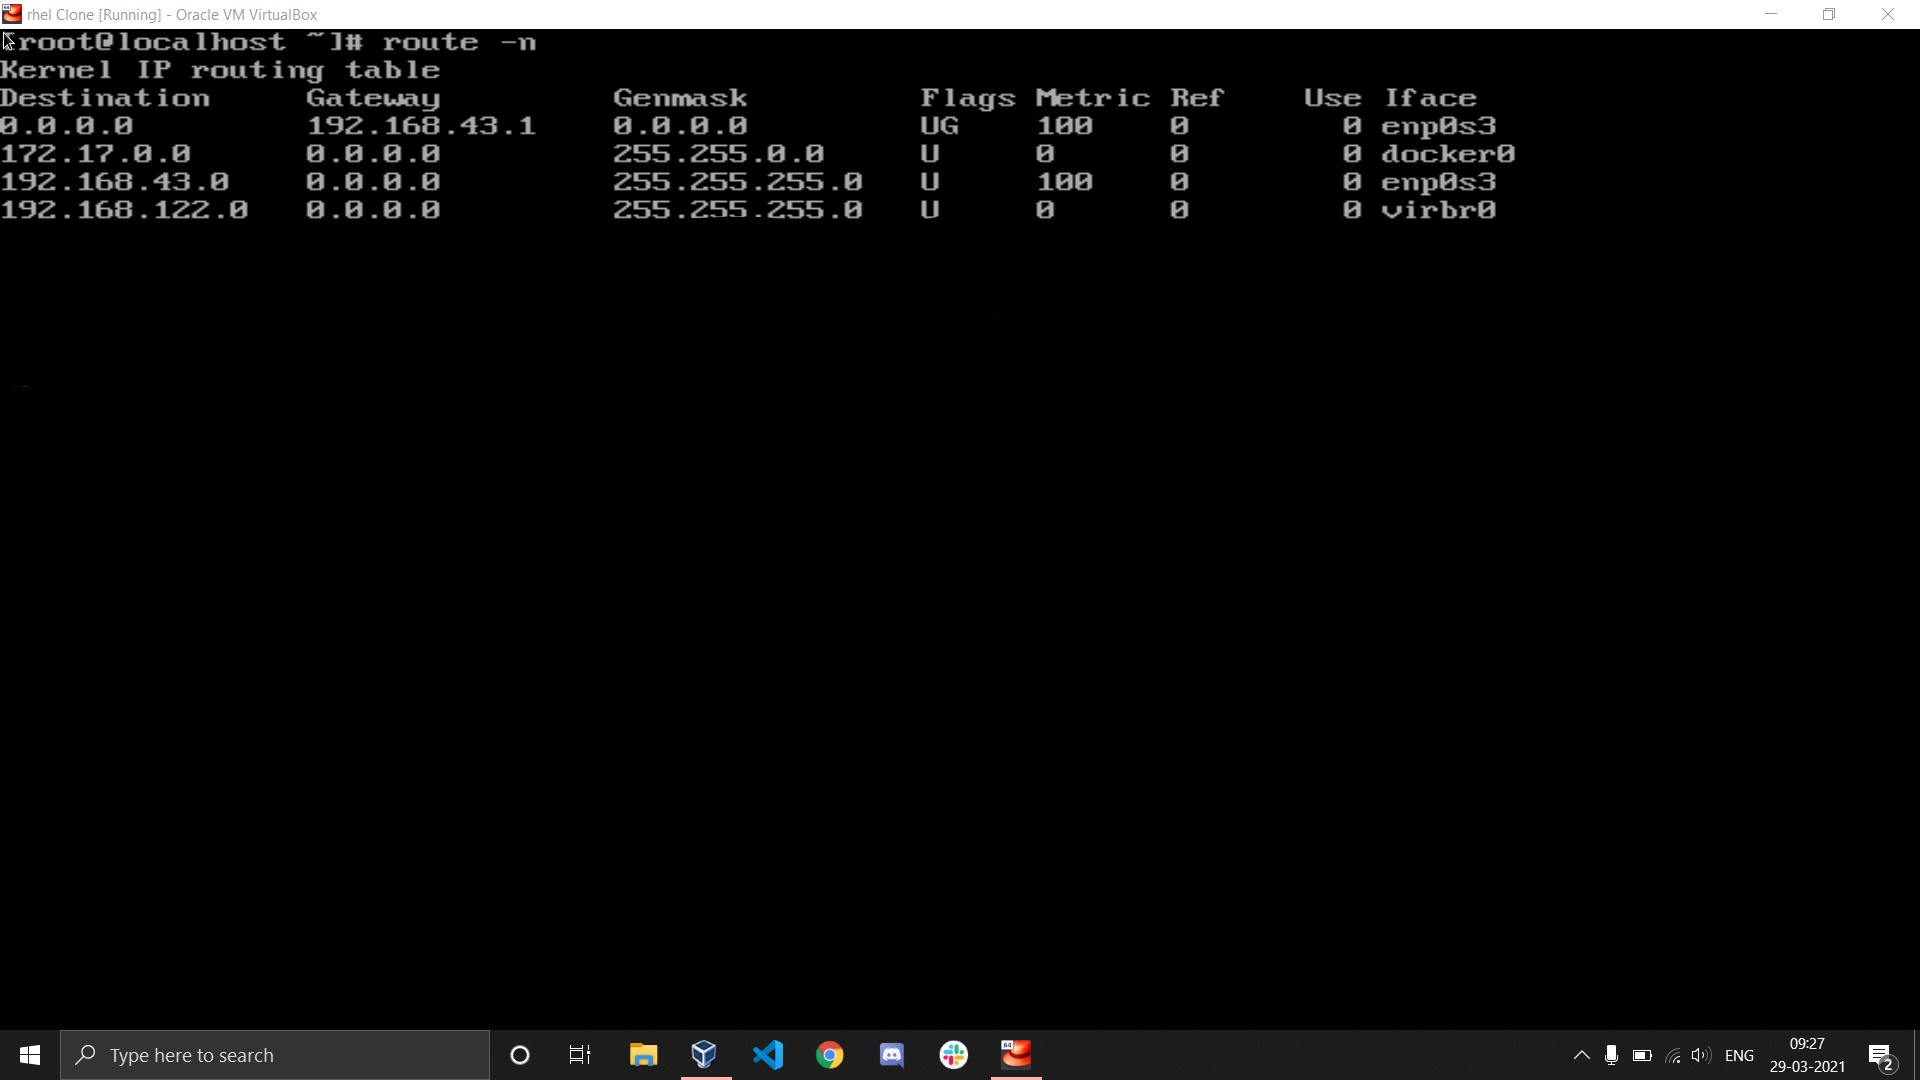 rhel Clone [Running] - Oracle VM VirtualBox
[root@localhost ~]# route -n
Kernel IP routing table
Destination Gateway Genmask Flags Metric Ref Use Iface
0.0.0.0 192.168.43.1 0.0.0.0 UG 100 0 0 enp0s3
172.17.0.0 0.0.0.0 255.255.0.0 U 0 0 0 docker0
192.168.43.0 0.0.0.0 255.255.255.0 U 100 0 0 enp0s3
192.168.122.0 0.0.0.0 255.255.255.0 U 0 0 0 virbr0
Type here to search
64
ENG
09:27
29-03-2021
2